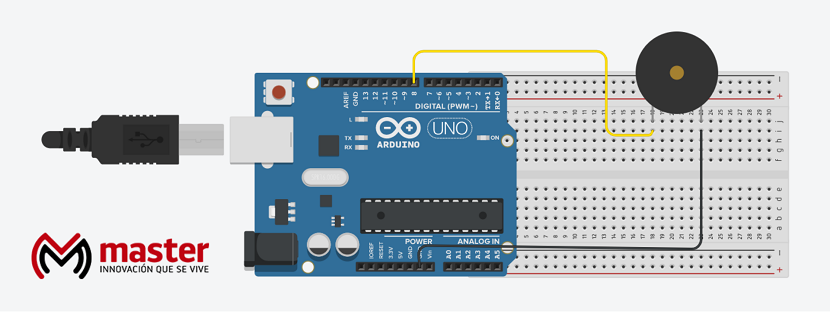 AREF
GND
13
12
~11
~10
~9
8
7
~6
~5
4
~3
2
TX→1
RX←0
DIGITAL (PWM~)
L
TX
RX
ARDUINO
UNO
ON
POWER
ANALOG IN
IOREF
RESET
3.3V
5V
GND
Vin
A0
A1
A2
A3
A4
A5
j
i
h
g
f
e
d
c
b
a
master
INNOVACIÓN QUE SE VIVE